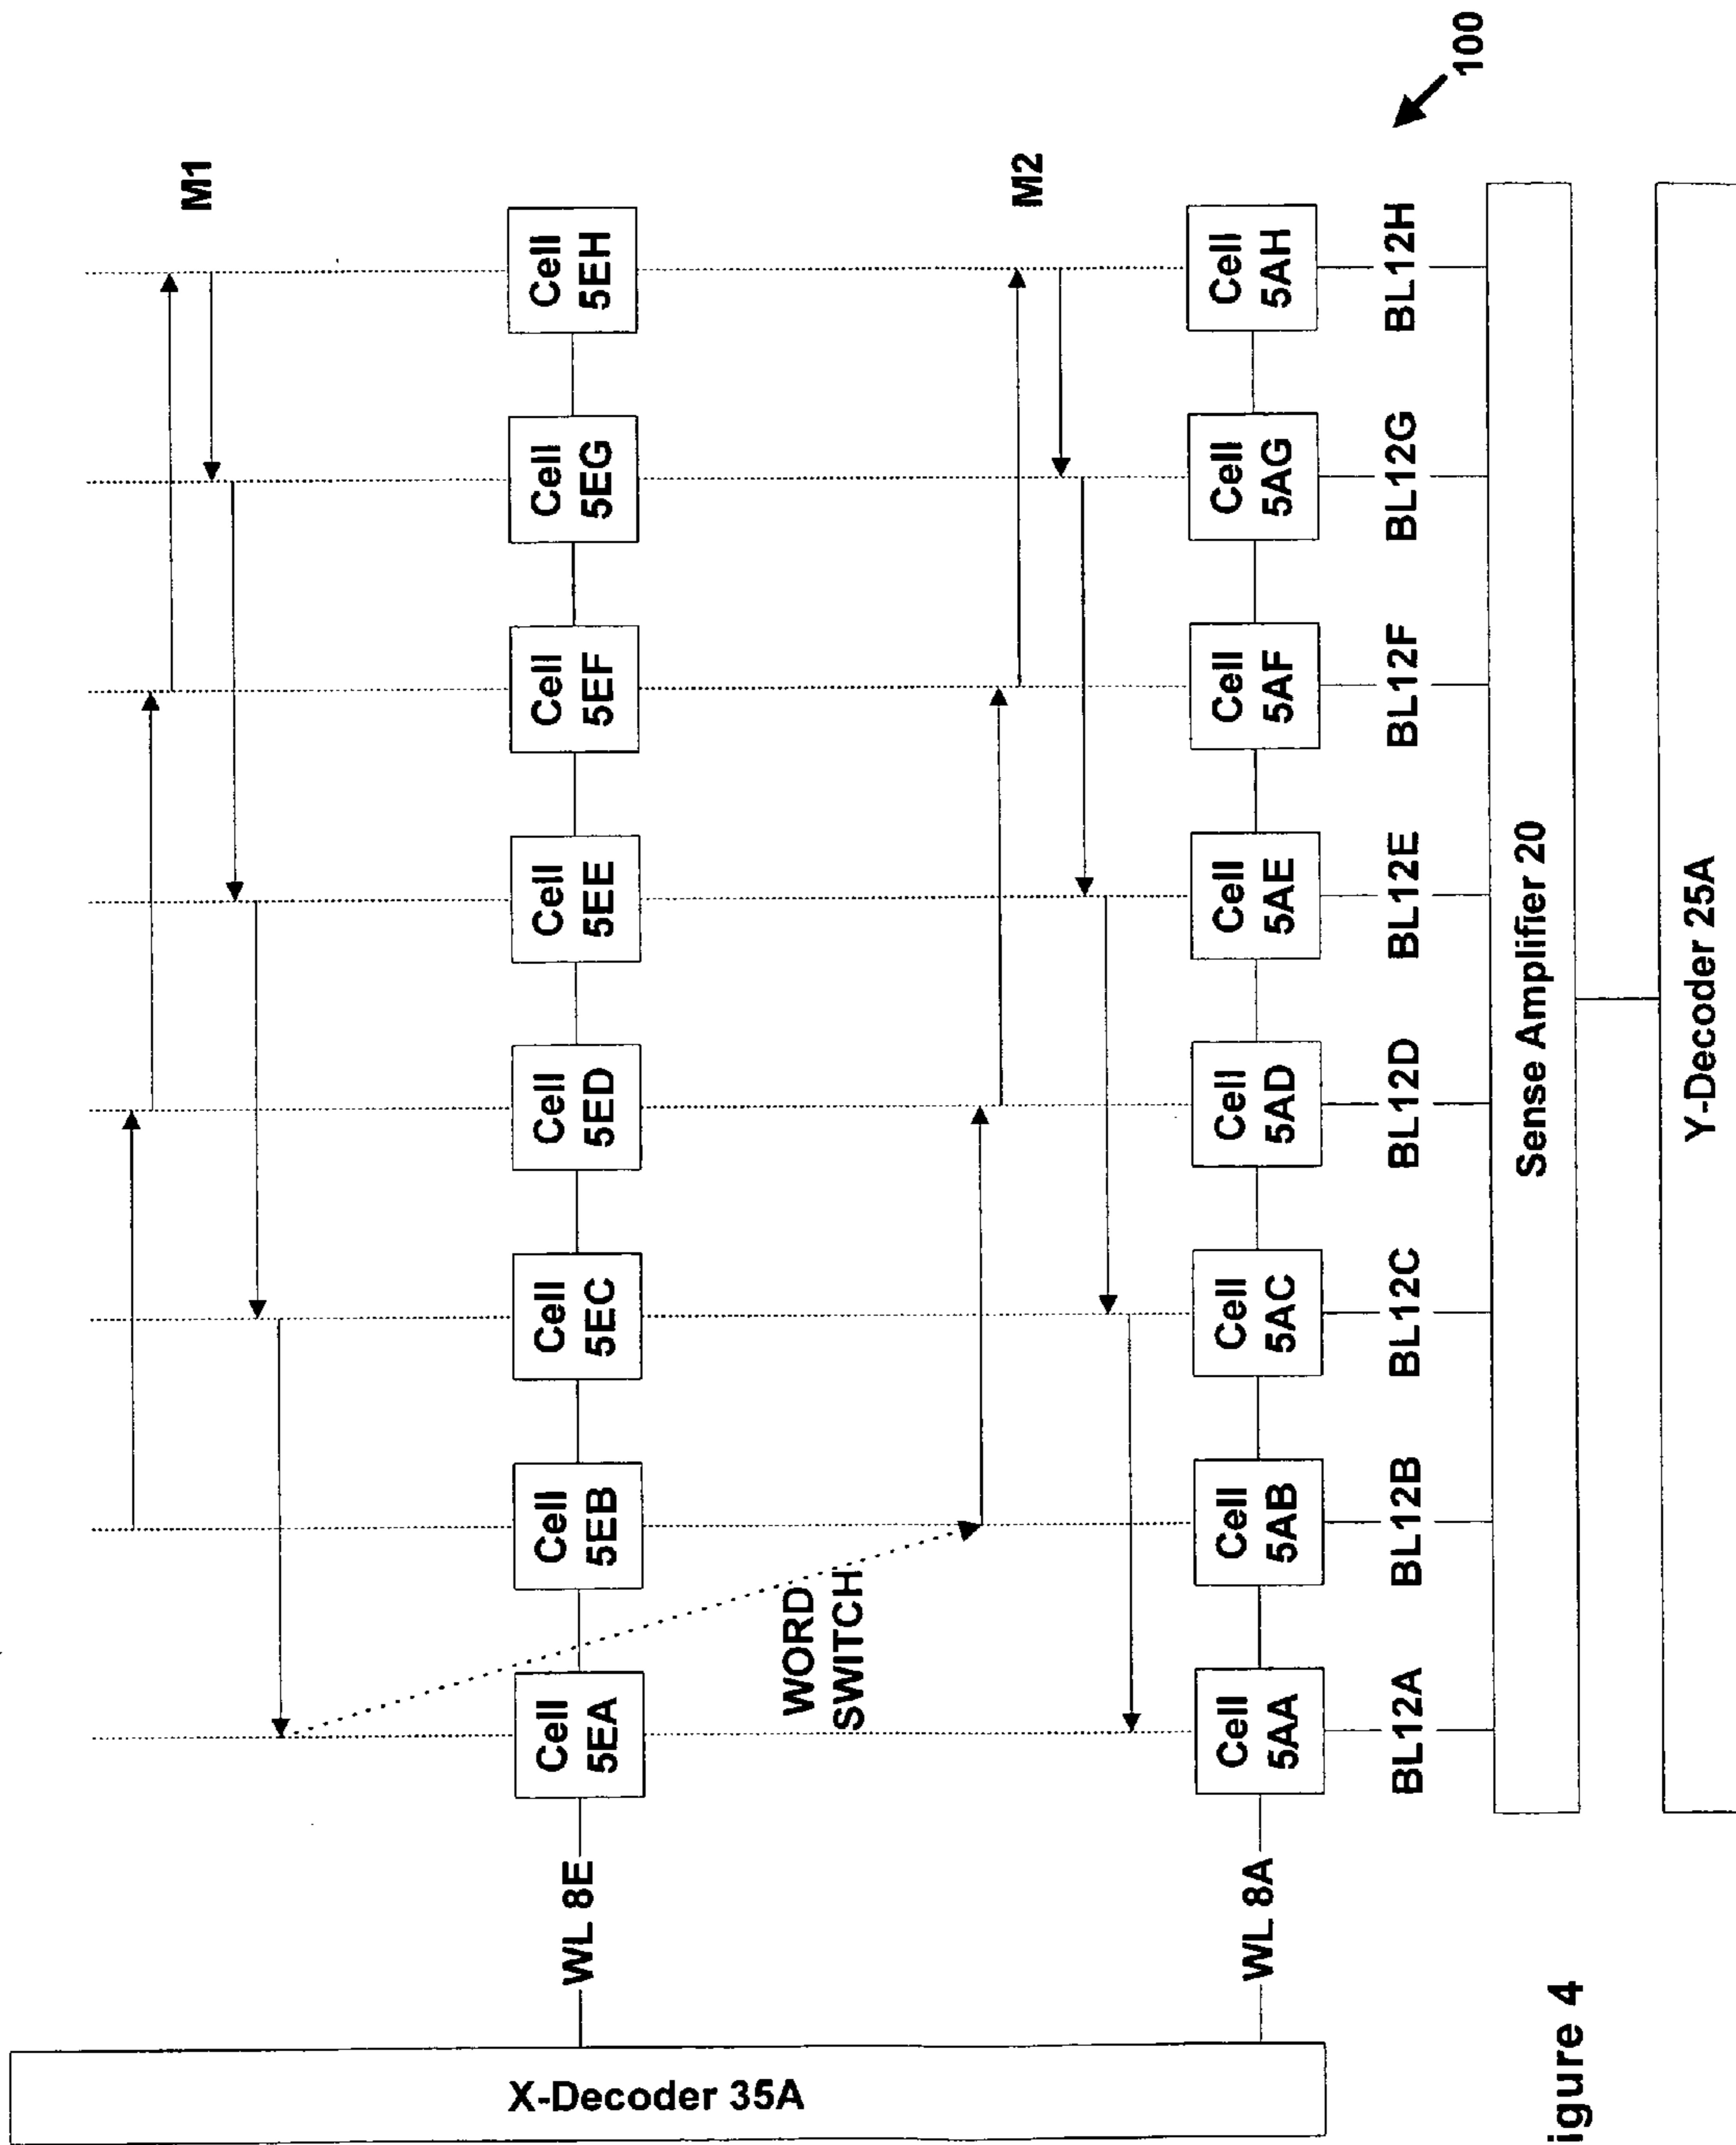 M1
X-Decoder 35A
WL 8E
Cell
5EA
Cell
5EB
Cell
5EC
Cell
5ED
Cell
5EE
Cell
5EF
Cell
5EG
Cell
5EH
WORD
SWITCH
M2
WL 8A
Cell
5AA
Cell
5AB
Cell
5AC
Cell
5AD
Cell
5AE
Cell
5AF
Cell
5AG
Cell
5AH
BL12A
BL12B
BL12C
BL12D
BL12E
BL12F
BL12G
BL12H
100
Sense Amplifier 20
Y-Decoder 25A
igure 4